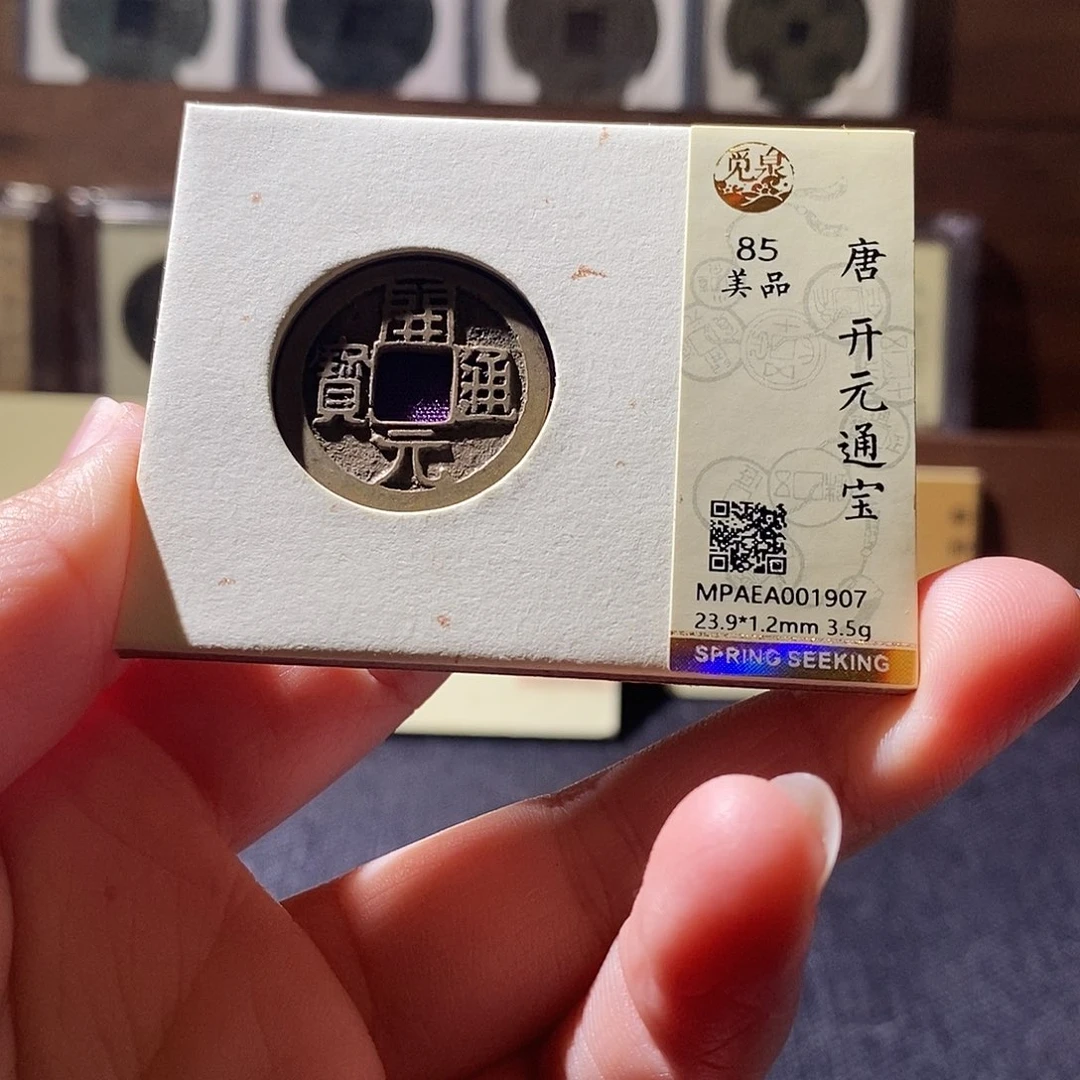 開
寶 通
元
觅泉
85
美品
唐 开元通宝
MPAEA001907
23.9*1.2mm 3.5g
SPRING SEEKING